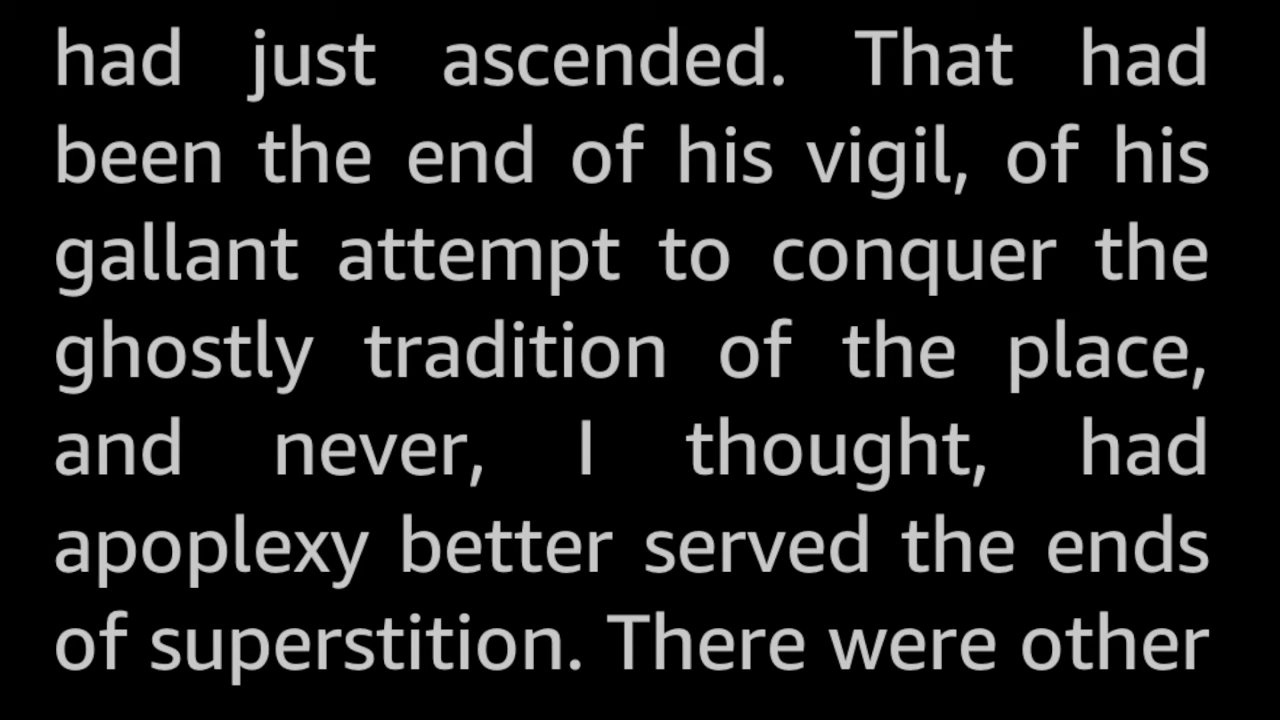 had just ascended. That had
been the end of his vigil, of his
gallant attempt to conquer the
ghostly tradition of the place,
and never, I thought, had
apoplexy better served the ends
of superstition. There were other